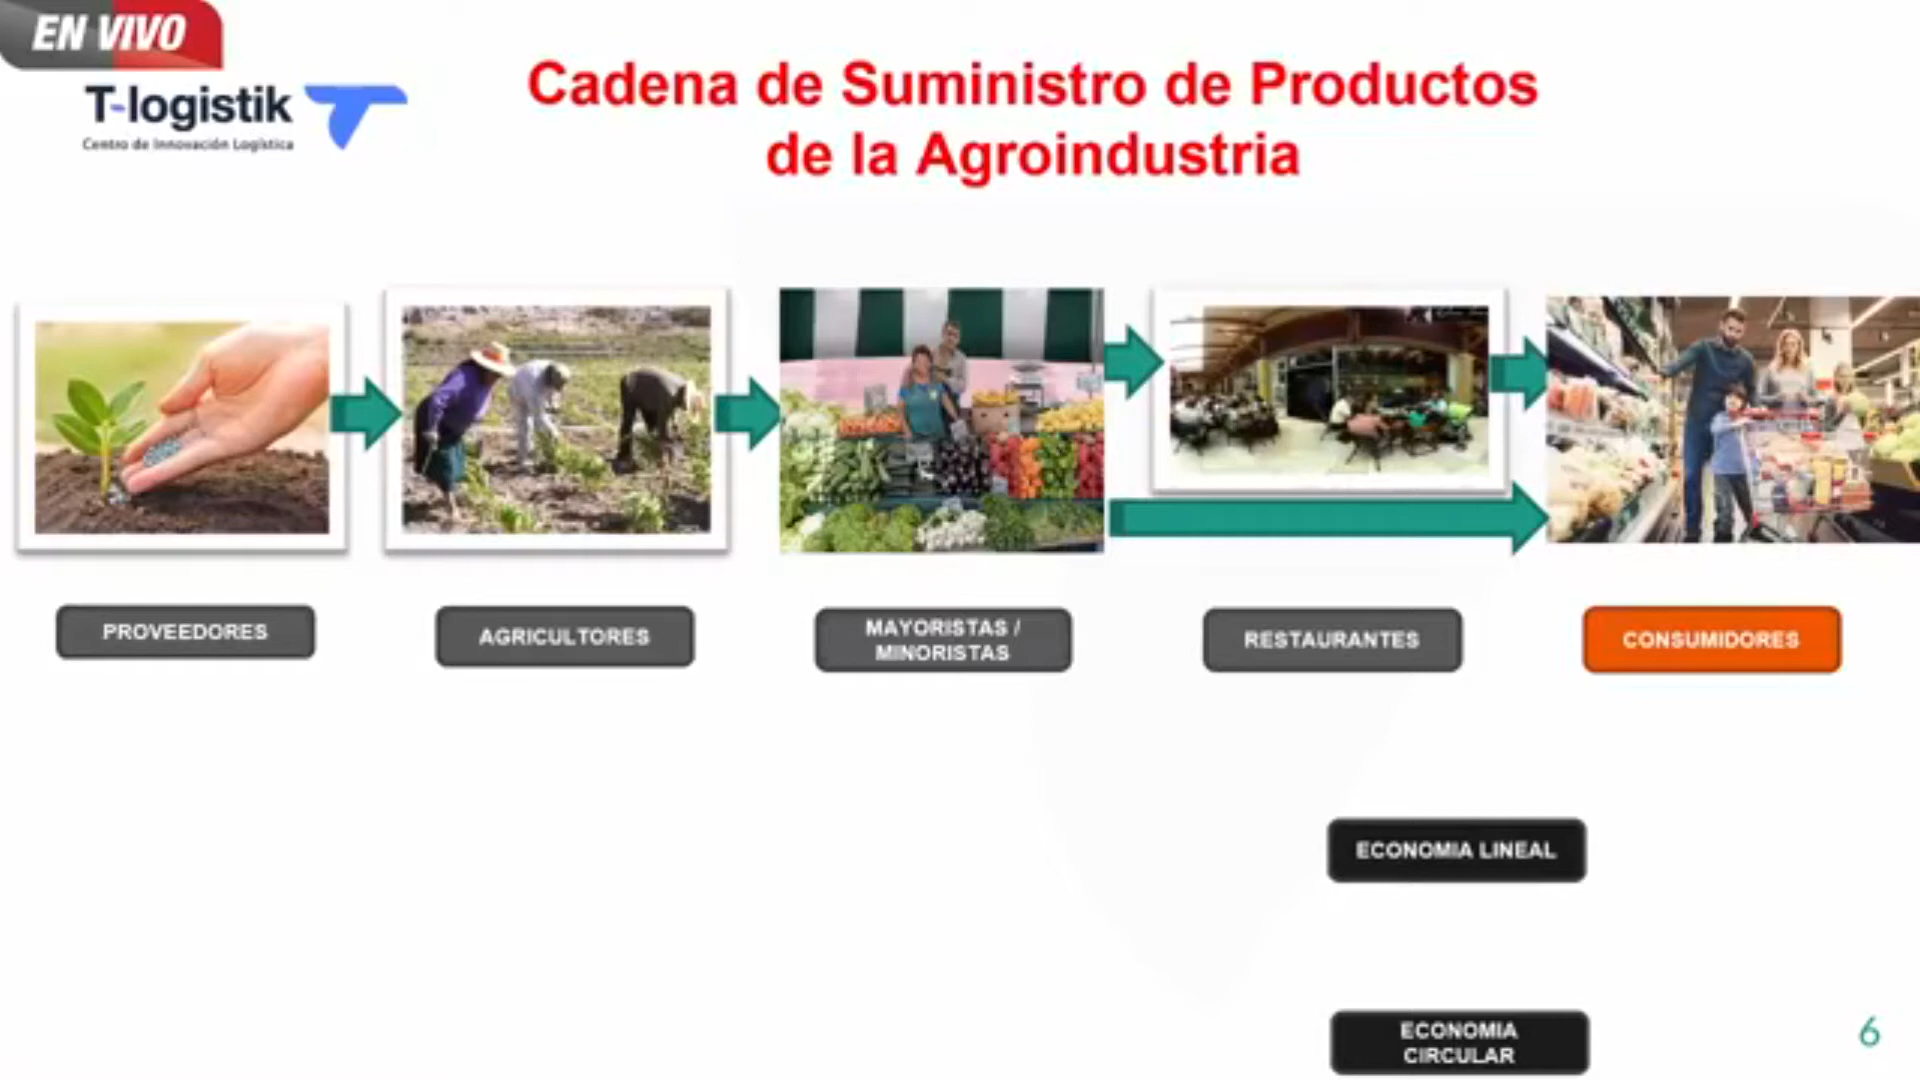 EN VIVO
T-logistik
Centro de Innovación Logística
Cadena de Suministro de Productos
de la Agroindustria
PROVEEDORES
AGRICULTORES
MAYORISTAS /
MINORISTAS
RESTAURANTES
CONSUMIDORES
ECONOMIA LINEAL
ECONOMIA
CIRCULAR
6